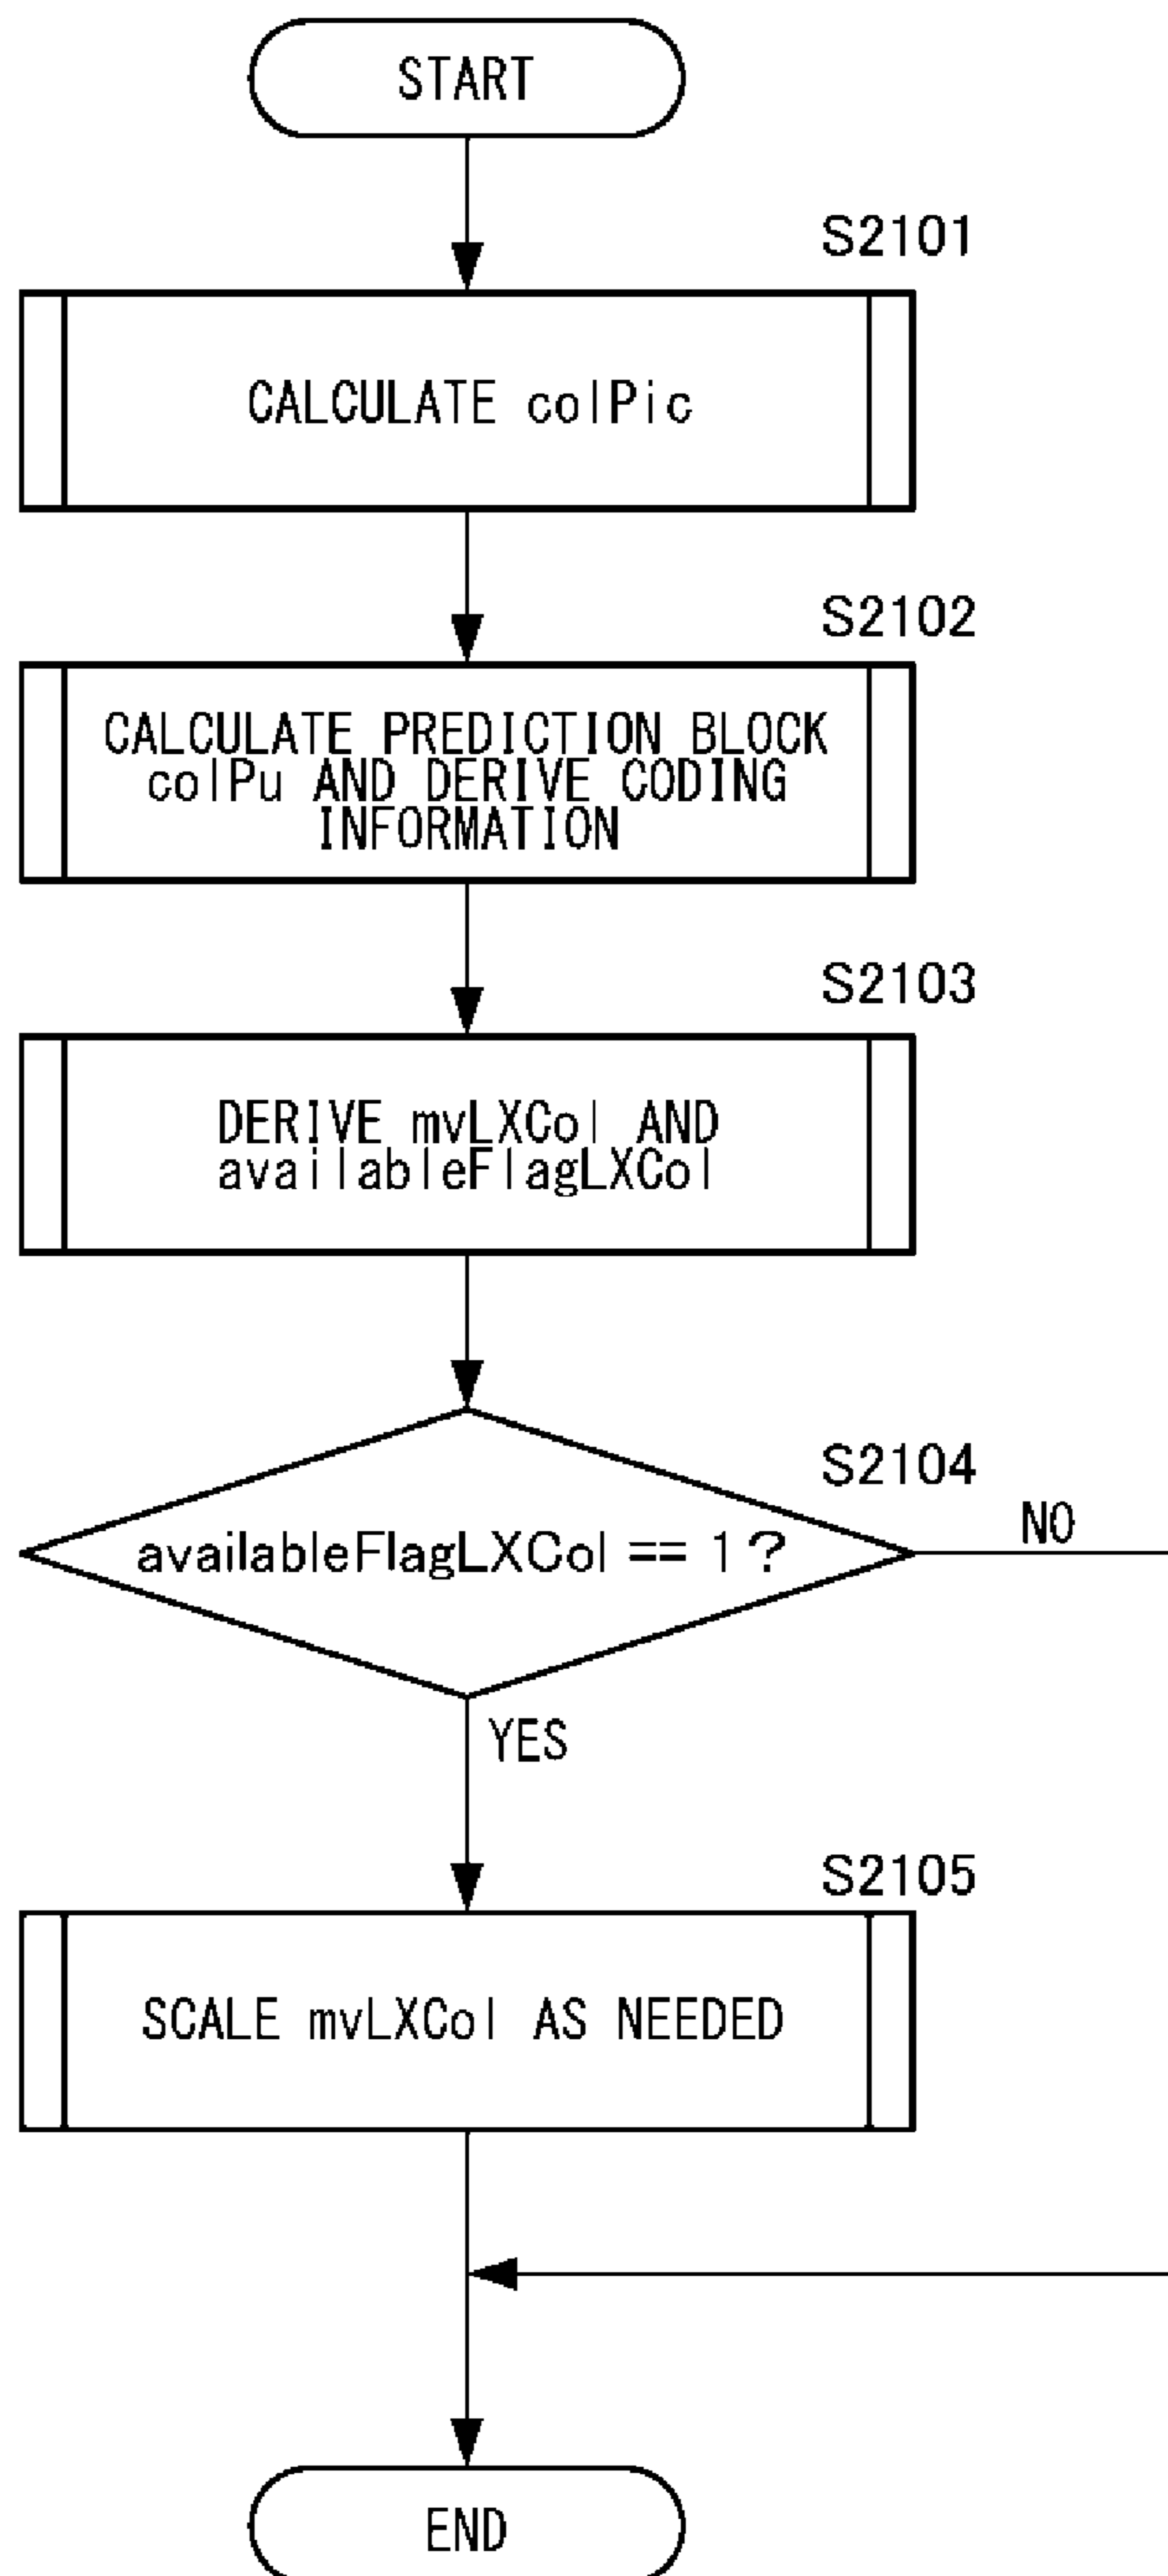 START
S2101
CALCULATE colPic
S2102
CALCULATE PREDICTION BLOCK
colPu AND DERIVE CODING
INFORMATION
S2103
DERIVE mvLXCol AND
availableFlagLXCol
S2104
availableFlagLXCol == 1 ?
NO
YES
S2105
SCALE mvLXCol AS NEEDED
END